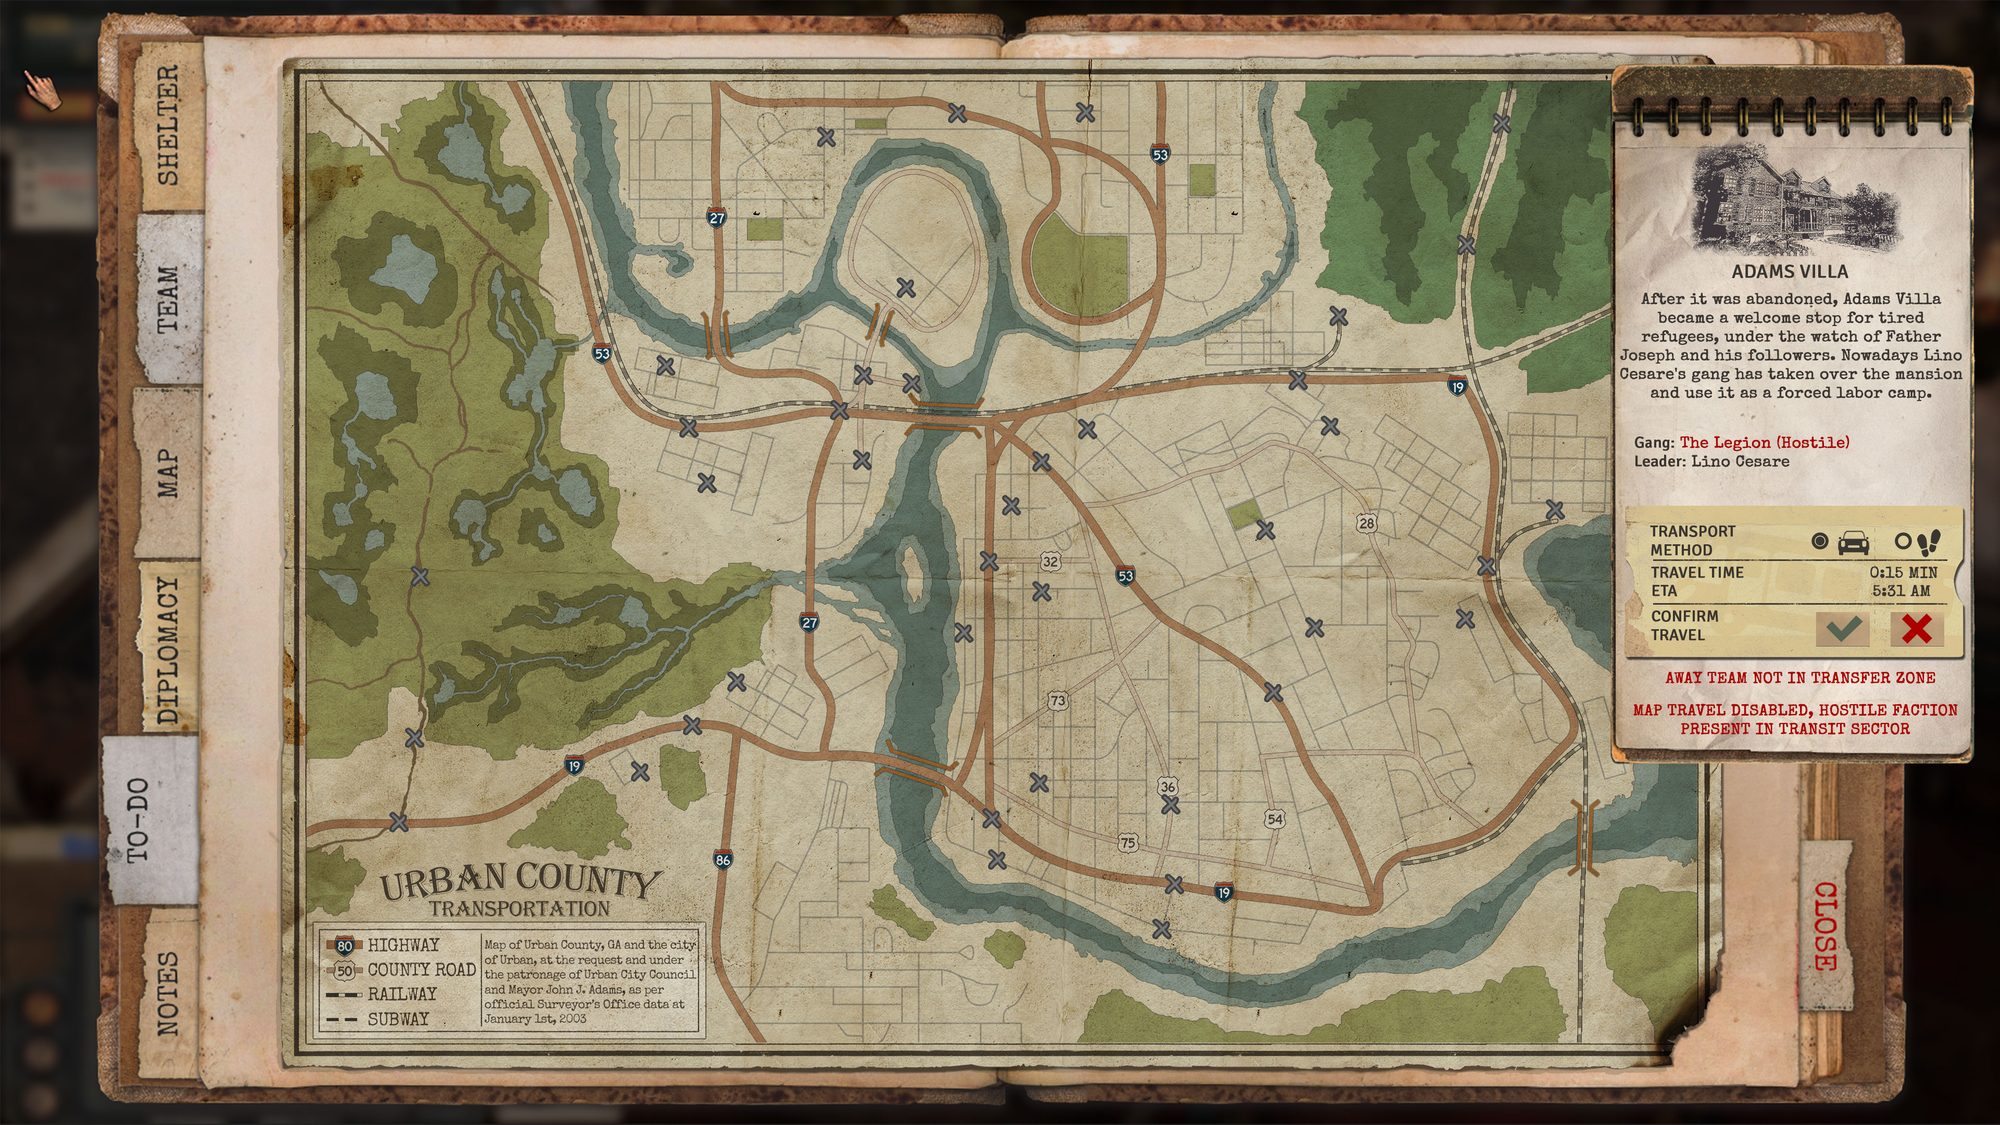 SHELTER
TEAM
MAP
DIPLOMACY
TO-DO
NOTES
53
27
53
19
28
32
53
27
73
19
36
54
75
86
19
URBAN COUNTY
TRANSPORTATION
80 HIGHWAY
50 COUNTY ROAD
RAILWAY
SUBWAY
Map of Urban County, GA and the city
of Urban, at the request and under
the patronage of Urban City Council
and Mayor John J. Adams, as per
official Surveyor's Office data at
January 1st, 2003
ADAMS VILLA
After it was abandoned, Adams Villa
became a welcome stop for tired
refugees, under the watch of Father
Joseph and his followers. Nowadays Lino
Cesare's gang has taken over the mansion
and use it as a forced labor camp.
Gang: The Legion (Hostile)
Leader: Lino Cesare
TRANSPORT
METHOD
TRAVEL TIME 0:15 MIN
ETA 5:31 AM
CONFIRM
TRAVEL
AWAY TEAM NOT IN TRANSFER ZONE
MAP TRAVEL DISABLED, HOSTILE FACTION
PRESENT IN TRANSIT SECTOR
CLOSE